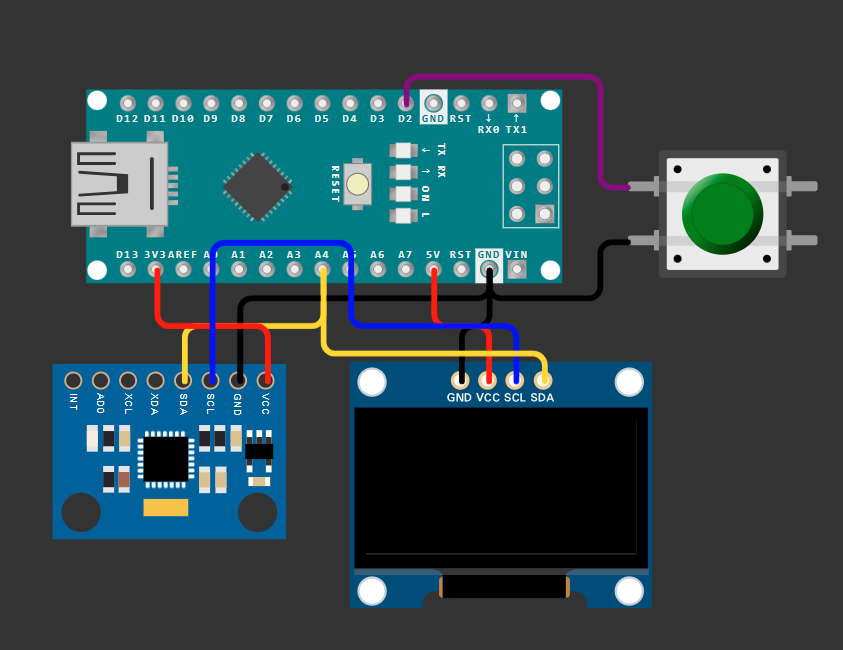 D12 D11 D10 D9 D8 D7 D6 D5 D4 D3 D2 GND RST ↓ ↑
RX0 TX1
RESET
↓ TX
↑ RX
ON
L
D13 3V3 AREF A0 A1 A2 A3 A4 A5 A6 A7 5V RST GND VIN
INT AD0 XCL XDA SDA SCL GND VCC
GND VCC SCL SDA